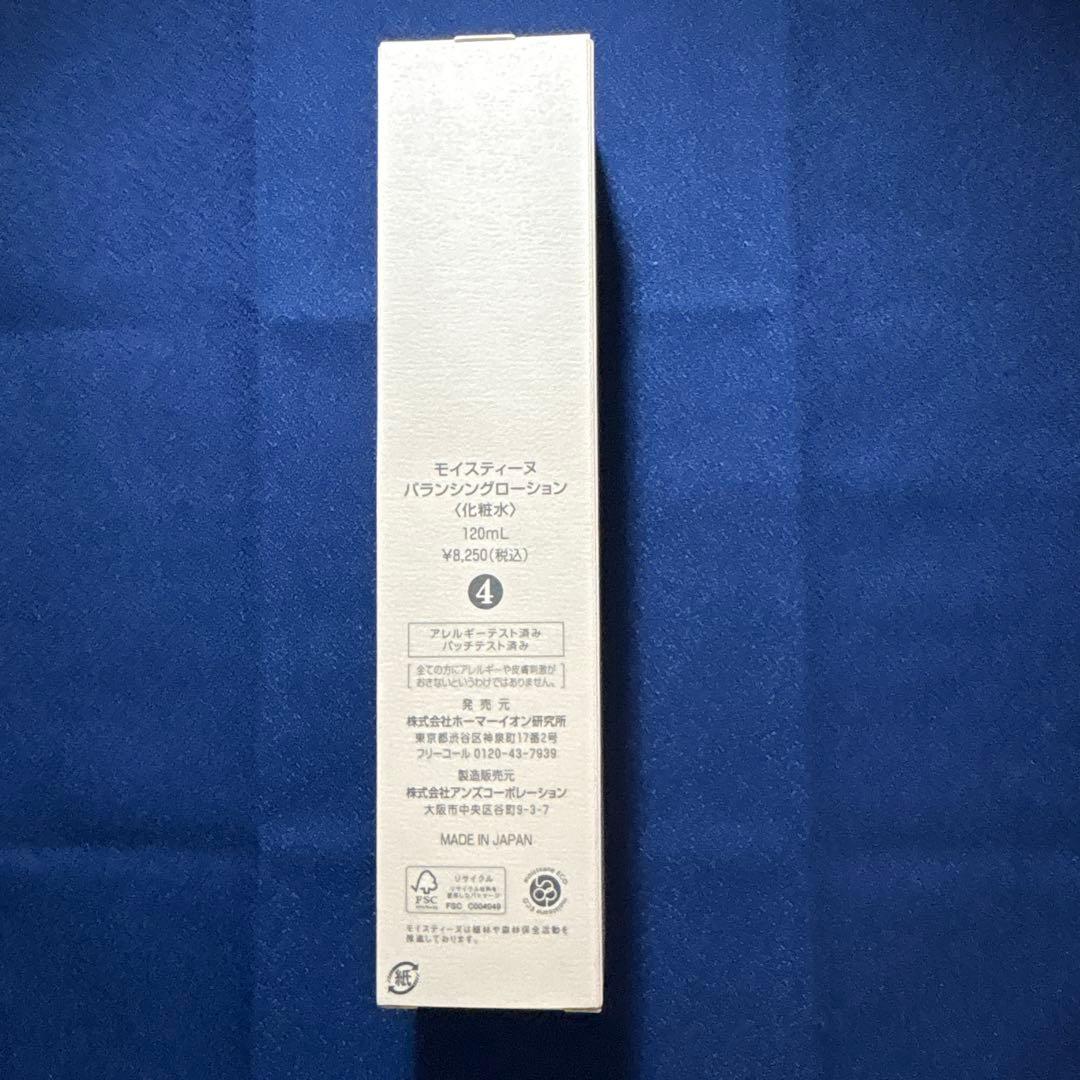 モイスティーヌ
バランシングローション
〈化粧水〉
120mL
¥8,250(税込)
4
アレルギーテスト済み
パッチテスト済み
全ての方にアレルギーや皮膚刺激が
おきないというわけではありません。
発売元
株式会社ホーマーイオン研究所
東京都渋谷区神泉町17番2号
フリーコール 0120-43-7939
製造販売元
株式会社アンズコーポレーション
大阪市中央区谷町9-3-7
MADE IN JAPAN
リサイクル
FSC
FSC C004049
モイスティーヌは植林や森林保全活動を
推進しております。
紙